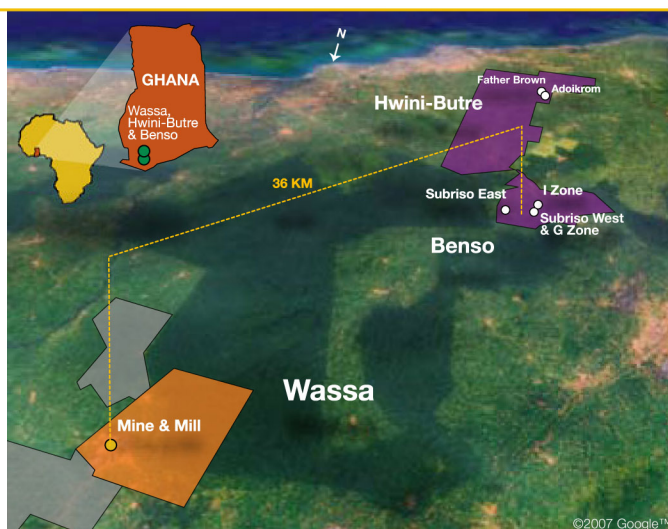 N
GHANA
Wassa,
Hwini-Butre
& Benso
Father Brown
Adoikrom
Hwini-Butre
36 KM
Subriso East
I Zone
Subriso West
& G Zone
Benso
Wassa
Mine & Mill
©2007 Google™